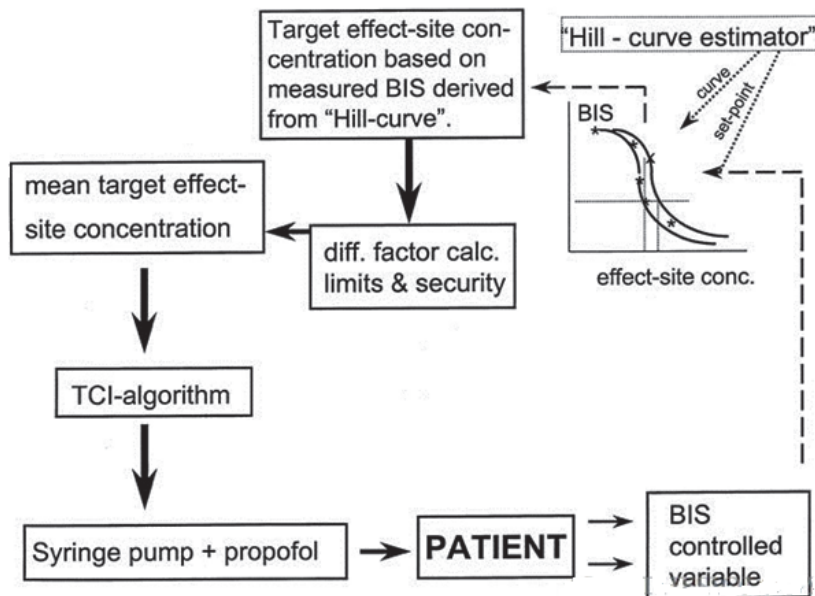 Target effect-site con-
centration based on
measured BIS derived
from “Hill-curve”.
“Hill - curve estimator”
curve
set-point
BIS
effect-site conc.
mean target effect-
site concentration
diff. factor calc.
limits & security
TCI-algorithm
Syringe pump + propofol
PATIENT
BIS
controlled
variable